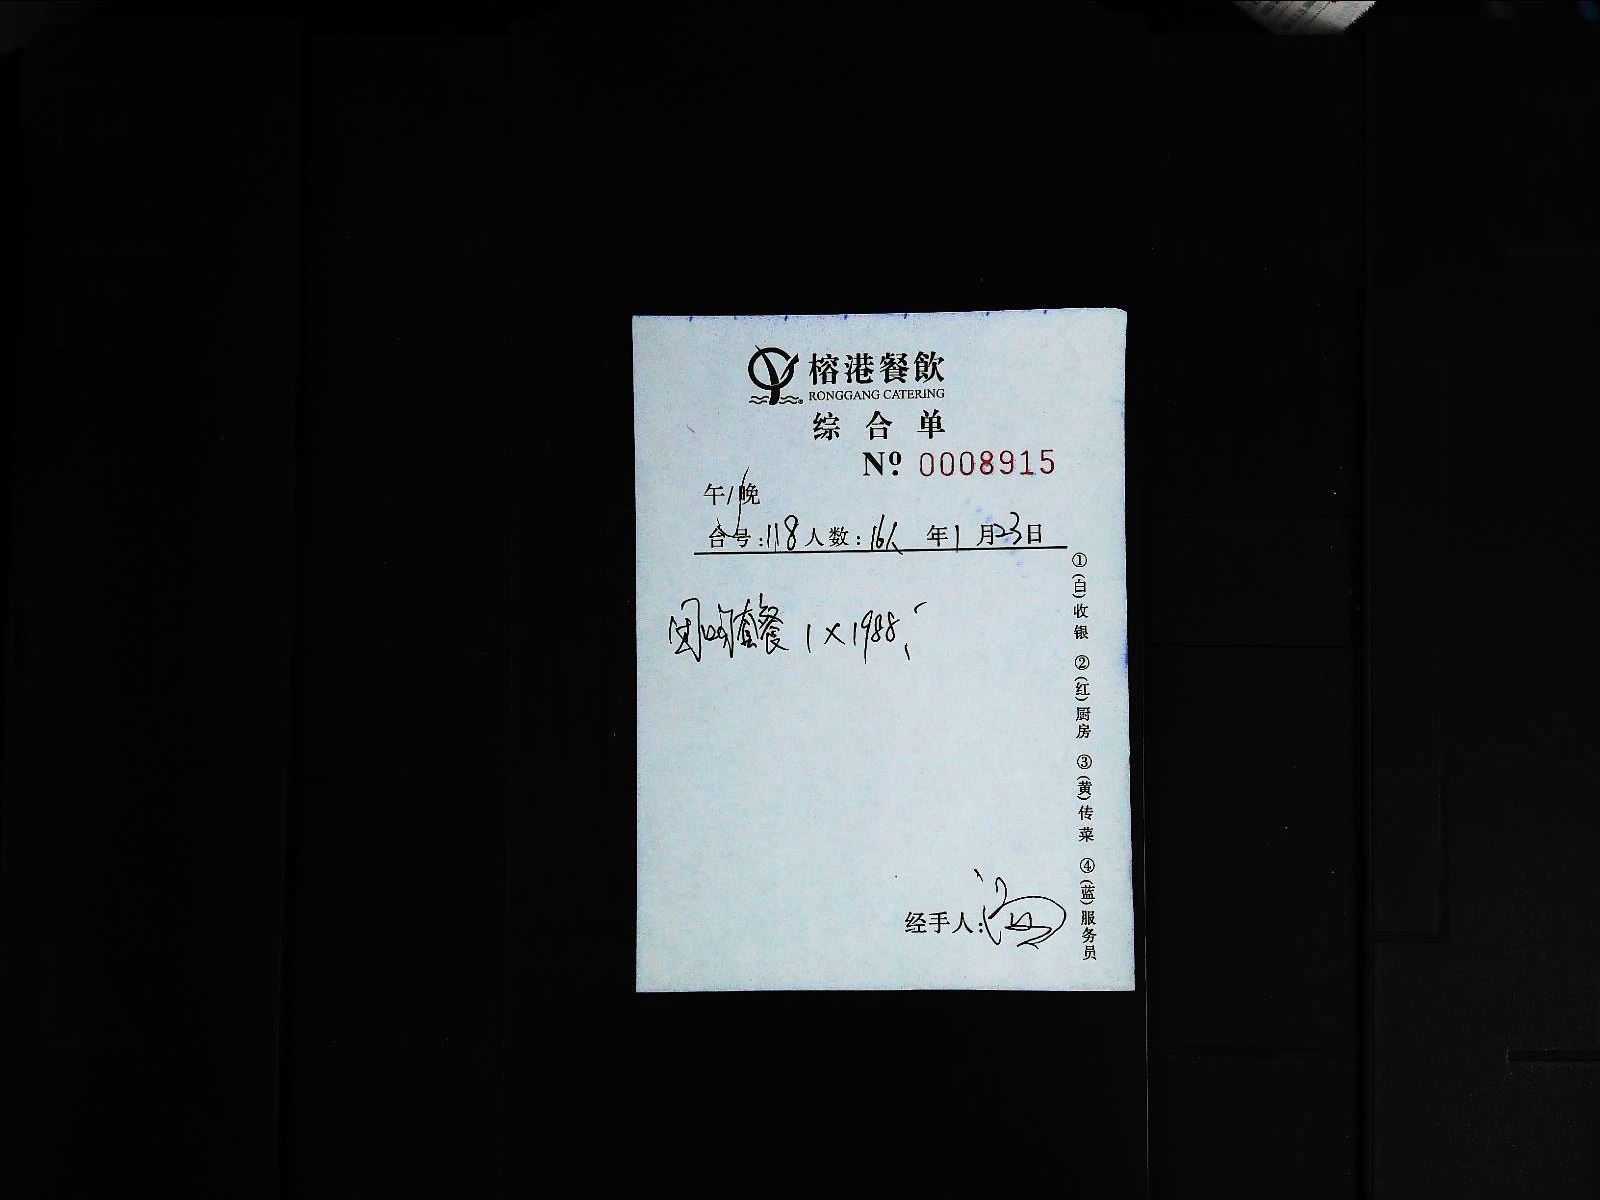 榕港餐飲
RONGGANG CATERING
综合单
Nº 0008915
午/晚
台号:118 人数:16人 年1月23日
套餐 1×1988
经手人:
①(白)收银 ②(红)厨房 ③(黄)传菜 ④(蓝)服务员